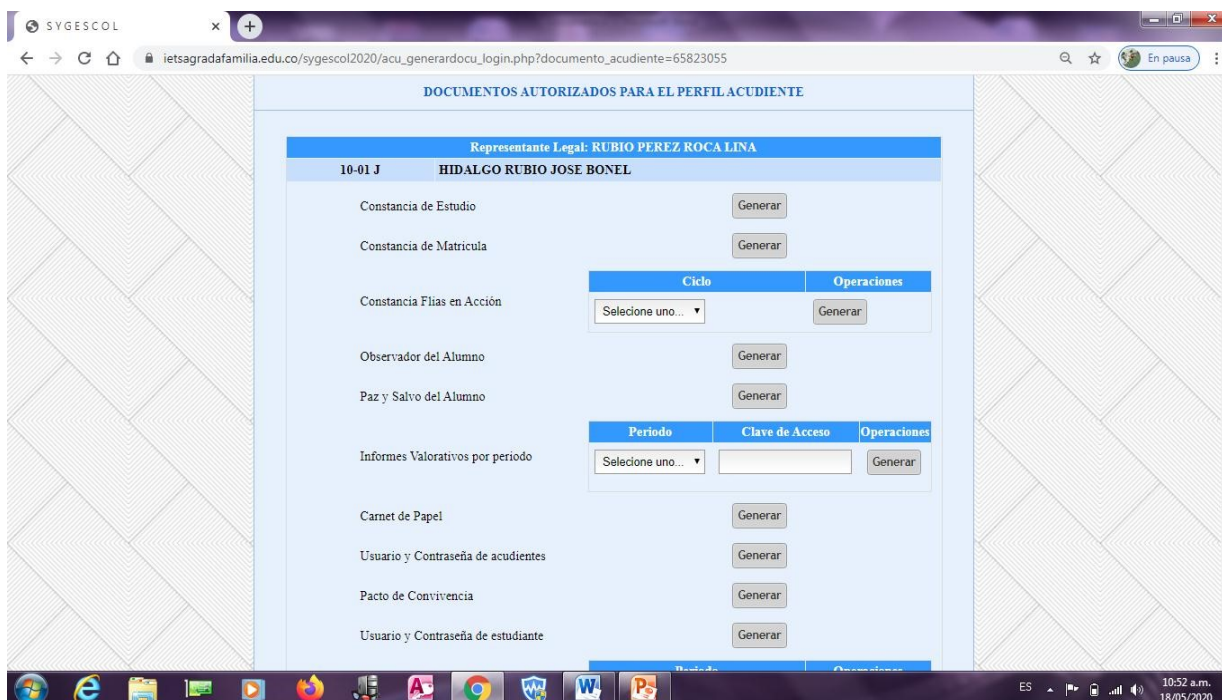 SYGESCOL
ietsagradafamilia.edu.co/sygescol2020/acu_generardocu_login.php?documento_acudiente=65823055
En pausa
DOCUMENTOS AUTORIZADOS PARA EL PERFIL ACUDIENTE
Representante Legal: RUBIO PEREZ ROCA LINA
10-01 J HIDALGO RUBIO JOSE BONEL
Constancia de Estudio Generar
Constancia de Matricula Generar
Ciclo Operaciones
Constancia Flias en Acción Selecione uno... Generar
Observador del Alumno Generar
Paz y Salvo del Alumno Generar
Periodo Clave de Acceso Operaciones
Informes Valorativos por periodo Selecione uno... Generar
Carnet de Papel Generar
Usuario y Contraseña de acudientes Generar
Pacto de Convivencia Generar
Usuario y Contraseña de estudiante Generar
Periodo Operaciones
ES 10:52 a.m.
18/05/2020